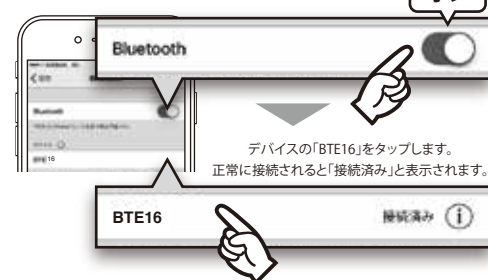 Bluetooth
デバイスの「BTE16」をタップします。
正常に接続されると「接続済み」と表示されます。
BTE16
接続済み